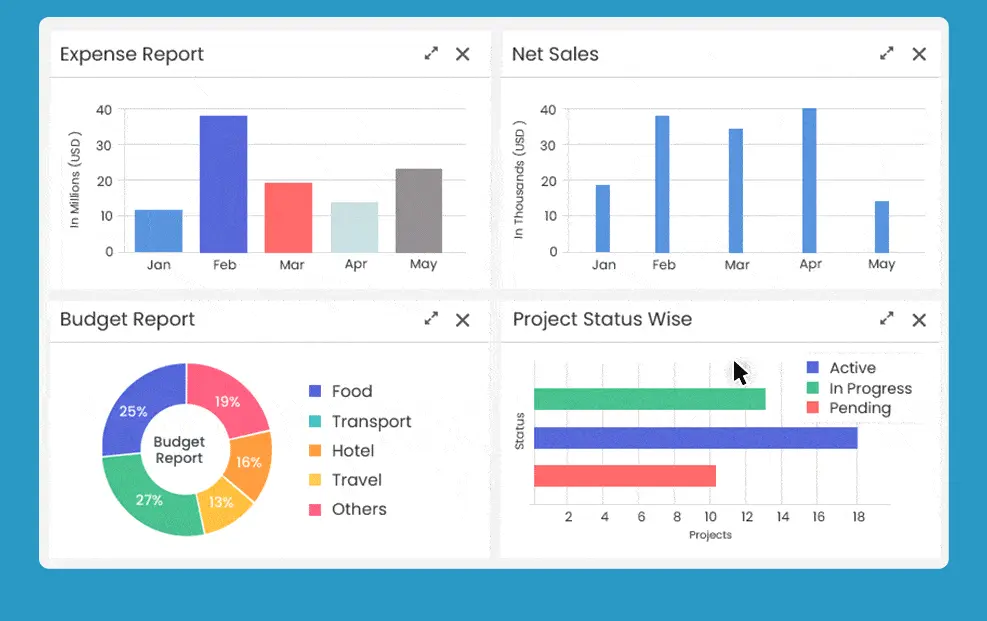 Expense Report
In Millions (USD )
40
30
20
10
0
Jan Feb Mar Apr May
Net Sales
In Thousands (USD )
40
30
20
10
0
Jan Feb Mar Apr May
Budget Report
25%
19%
16%
13%
27%
Budget
Report
Food
Transport
Hotel
Travel
Others
Project Status Wise
Active
In Progress
Pending
Status
2 4 6 8 10 12 14 16 18
Projects